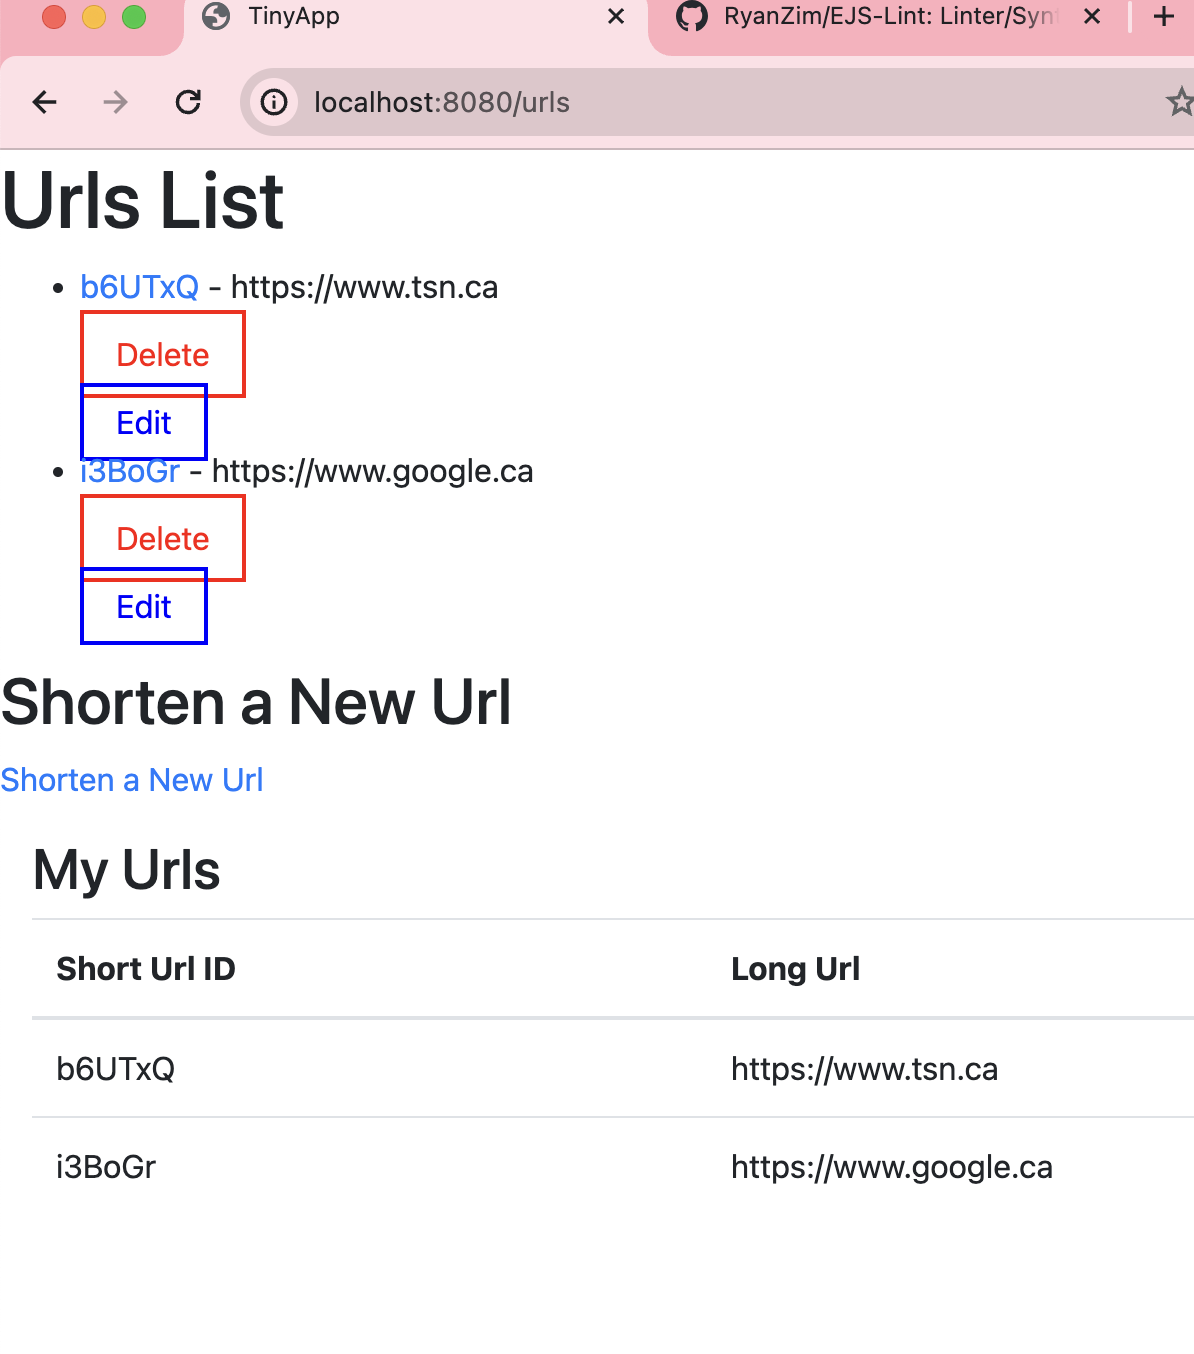 TinyApp
RyanZim/EJS-Lint: Linter/Syn
localhost:8080/urls
Urls List
b6UTxQ - https://www.tsn.ca
Delete
Edit
i3BoGr - https://www.google.ca
Delete
Edit
Shorten a New Url
Shorten a New Url
My Urls
Short Url ID Long Url
b6UTxQ https://www.tsn.ca
i3BoGr https://www.google.ca